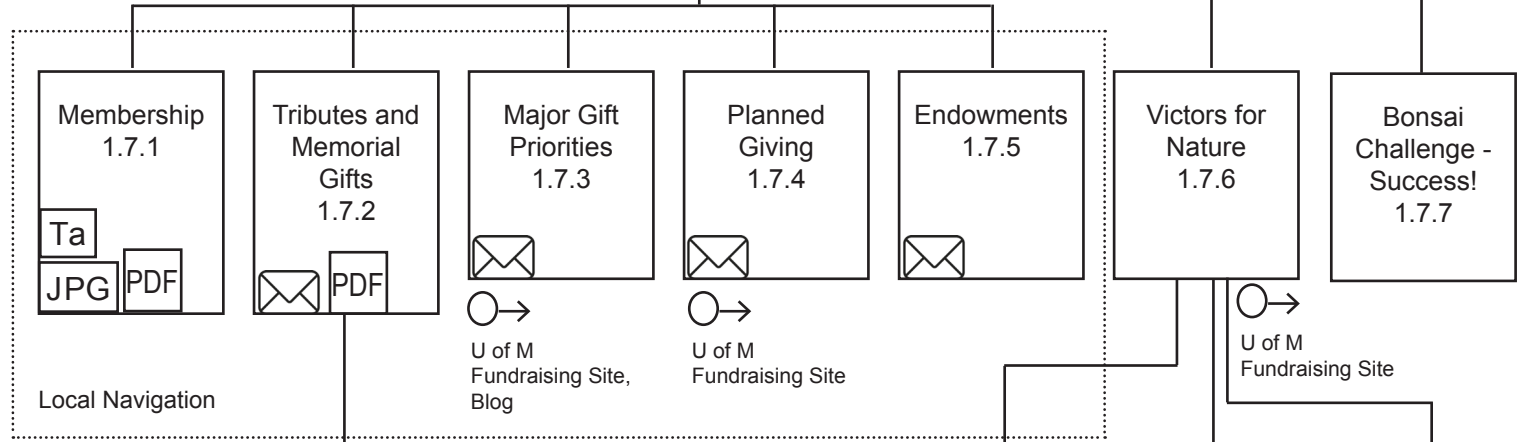 Membership
1.7.1
Ta
JPG
PDF
Tributes and
Memorial
Gifts
1.7.2
PDF
Major Gift
Priorities
1.7.3
U of M
Fundraising Site,
Blog
Planned
Giving
1.7.4
U of M
Fundraising Site
Endowments
1.7.5
Victors for
Nature
1.7.6
U of M
Fundraising Site
Bonsai
Challenge -
Success!
1.7.7
Local Navigation